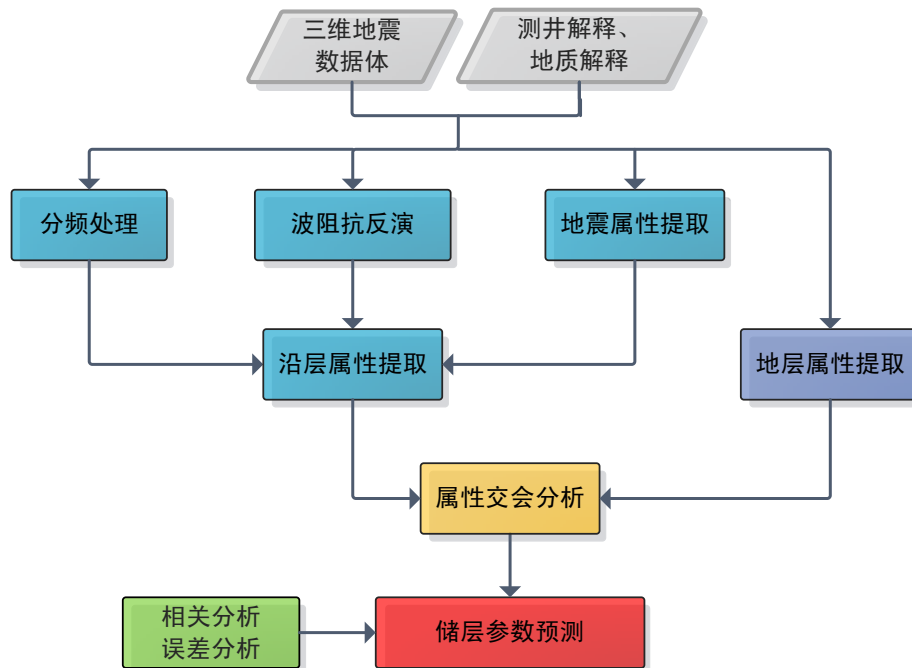 三维地震
数据体
测井解释、
地质解释
分频处理
波阻抗反演
地震属性提取
沿层属性提取
地层属性提取
属性交会分析
相关分析
误差分析
储层参数预测